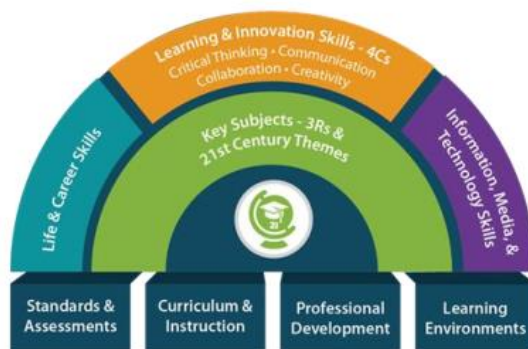 Learning & Innovation Skills - 4Cs
Critical Thinking • Communication
Collaboration • Creativity
Life & Career Skills
Key Subjects - 3Rs &
21st Century Themes
Information, Media, &
Technology Skills
21
Standards &
Assessments
Curriculum &
Instruction
Professional
Development
Learning
Environments